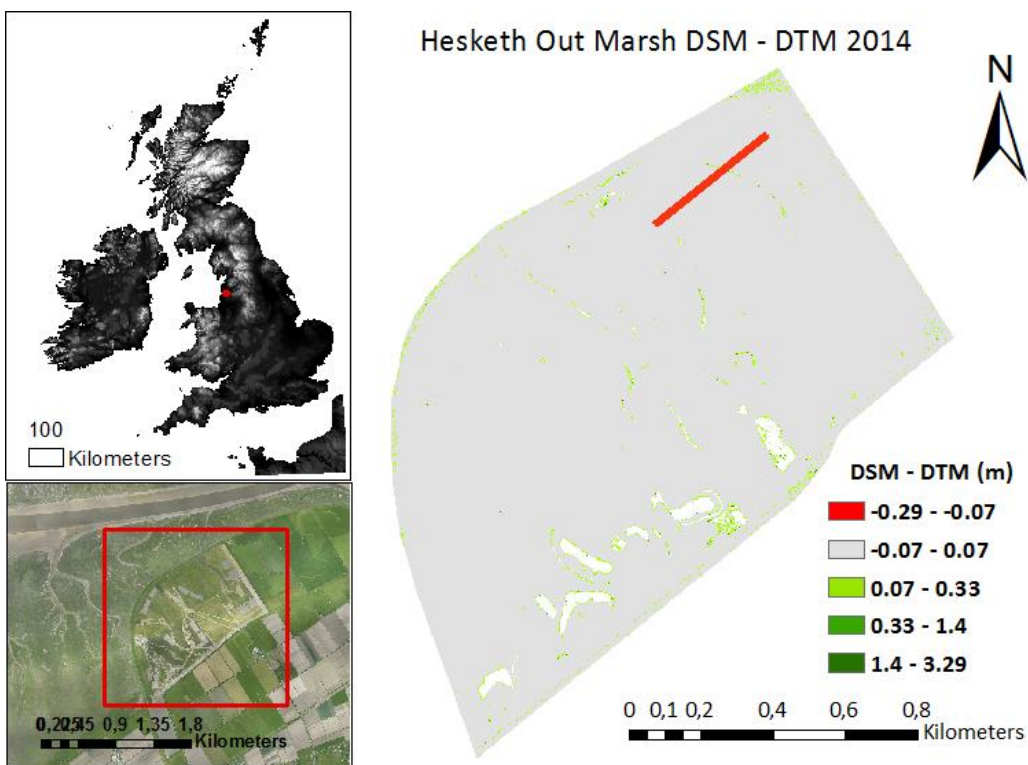 Hesketh Out Marsh DSM - DTM 2014
N
100
Kilometers
DSM - DTM (m)
-0.29 - -0.07
-0.07 - 0.07
0.07 - 0.33
0.33 - 1.4
1.4 - 3.29
0 0,1 0,2 0,4 0,6 0,8
Kilometers
0,9 1,35 1,8
Kilometers